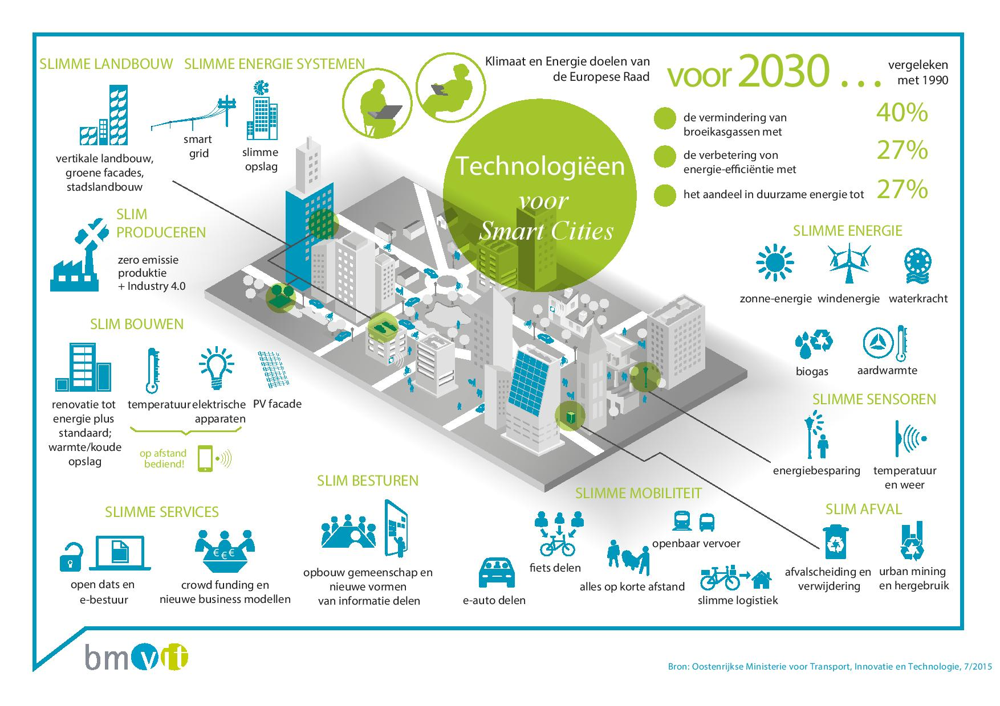 SLIMME LANDBOUW
vertikale landbouw,
groene facades,
stadslandbouw
SLIMME ENERGIE SYSTEMEN
smart
grid
slimme
opslag
Klimaat en Energie doelen van
de Europese Raad
voor 2030 ...
vergeleken
met 1990
de vermindering van
broeikasgassen met
40%
de verbetering von
energie-efficiëntie met
27%
het aandeel in duurzame energie tot
27%
Technologiëen
voor
Smart Cities
SLIM
PRODUCEREN
zero emissie
produktie
+ Industry 4.0
SLIMME ENERGIE
zonne-energie
windenergie
waterkracht
biogas
aardwarmte
SLIM BOUWEN
renovatie tot
energie plus
standaard;
warmte/koude
opslag
temperatuur
elektrische
apparaten
PV facade
op afstand
bediend!
SLIMME SENSOREN
energiebesparing
temperatuur
en weer
SLIMME SERVICES
open dats en
e-bestuur
€ € €
crowd funding en
nieuwe business modellen
SLIM BESTUREN
opbouw gemeenschap en
nieuwe vormen
van informatie delen
SLIMME MOBILITEIT
e-auto delen
fiets delen
alles op korte afstand
openbaar vervoer
slimme logistiek
SLIM AFVAL
afvalscheiding en
verwijdering
urban mining
en hergebruik
bmvit
Bron: Oostenrijkse Ministerie voor Transport, Innovatie en Technologie, 7/2015